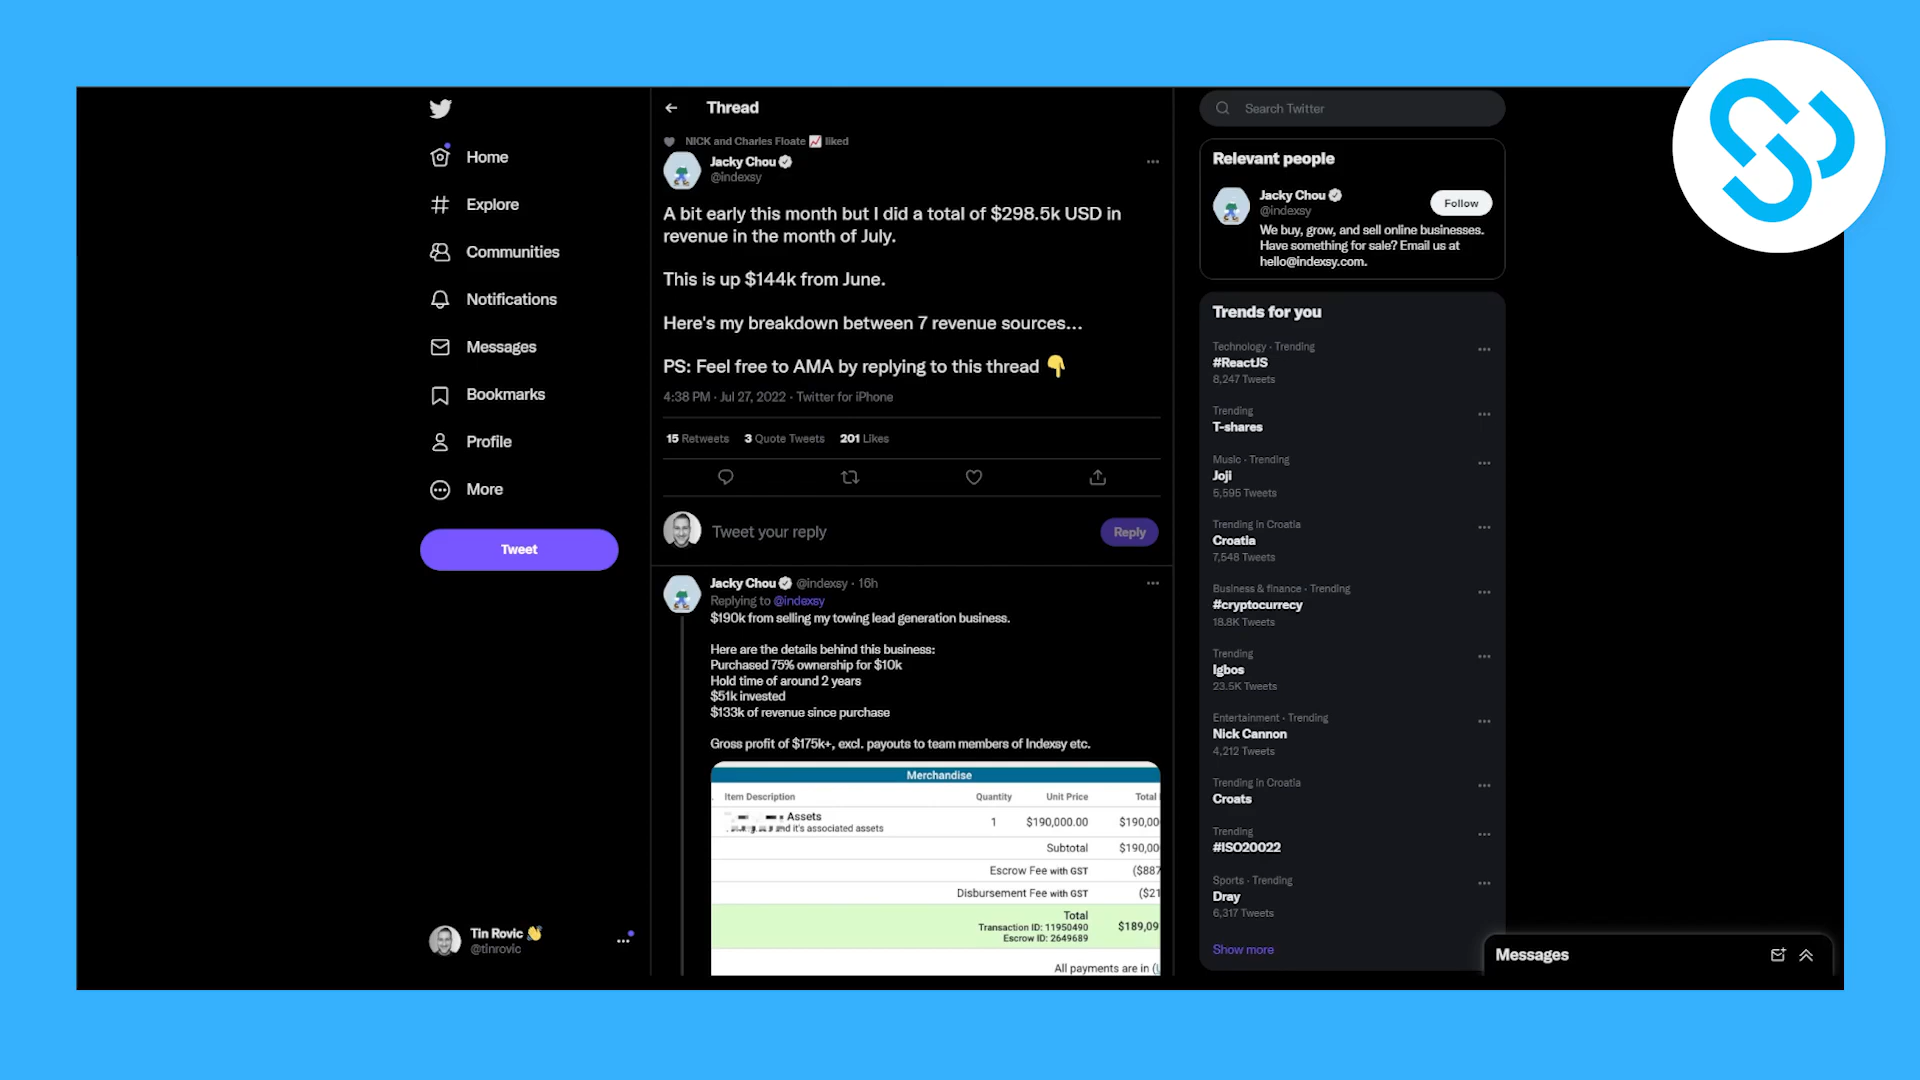 Home
Explore
Communities
Notifications
Messages
Bookmarks
Profile
More
Tweet
Tin Rovic 👋
@tinrovic
Thread
NICK and Charles Floate 📈 liked
Jacky Chou
@indexsy
A bit early this month but I did a total of $298.5k USD in
revenue in the month of July.
This is up $144k from June.
Here's my breakdown between 7 revenue sources...
PS: Feel free to AMA by replying to this thread 👇
4:38 PM · Jul 27, 2022 · Twitter for iPhone
15 Retweets 3 Quote Tweets 201 Likes
Tweet your reply
Reply
Jacky Chou @indexsy · 16h
Replying to @indexsy
$190k from selling my towing lead generation business.
Here are the details behind this business:
Purchased 75% ownership for $10k
Hold time of around 2 years
$51k invested
$133k of revenue since purchase
Gross profit of $175k+, excl. payouts to team members of Indexsy etc.
Merchandise
Item Description Quantity Unit Price Total
Assets
and it's associated assets
1 $190,000.00 $190,00
Subtotal $190,00
Escrow Fee with GST ($887
Disbursement Fee with GST ($21
Total
Transaction ID: 11950490 $189,09
Escrow ID: 2649689
All payments are in (
Search Twitter
Relevant people
Jacky Chou
@indexsy
Follow
We buy, grow, and sell online businesses.
Have something for sale? Email us at
hello@indexsy.com.
Trends for you
Technology · Trending
#ReactJS
8,247 Tweets
Trending
T-shares
Music · Trending
Joji
5,595 Tweets
Trending in Croatia
Croatia
7,548 Tweets
Business & finance · Trending
#cryptocurrecy
18.8K Tweets
Trending
Igbos
23.5K Tweets
Entertainment · Trending
Nick Cannon
4,212 Tweets
Trending in Croatia
Croats
Trending
#ISO20022
Sports · Trending
Dray
6,317 Tweets
Show more
Messages